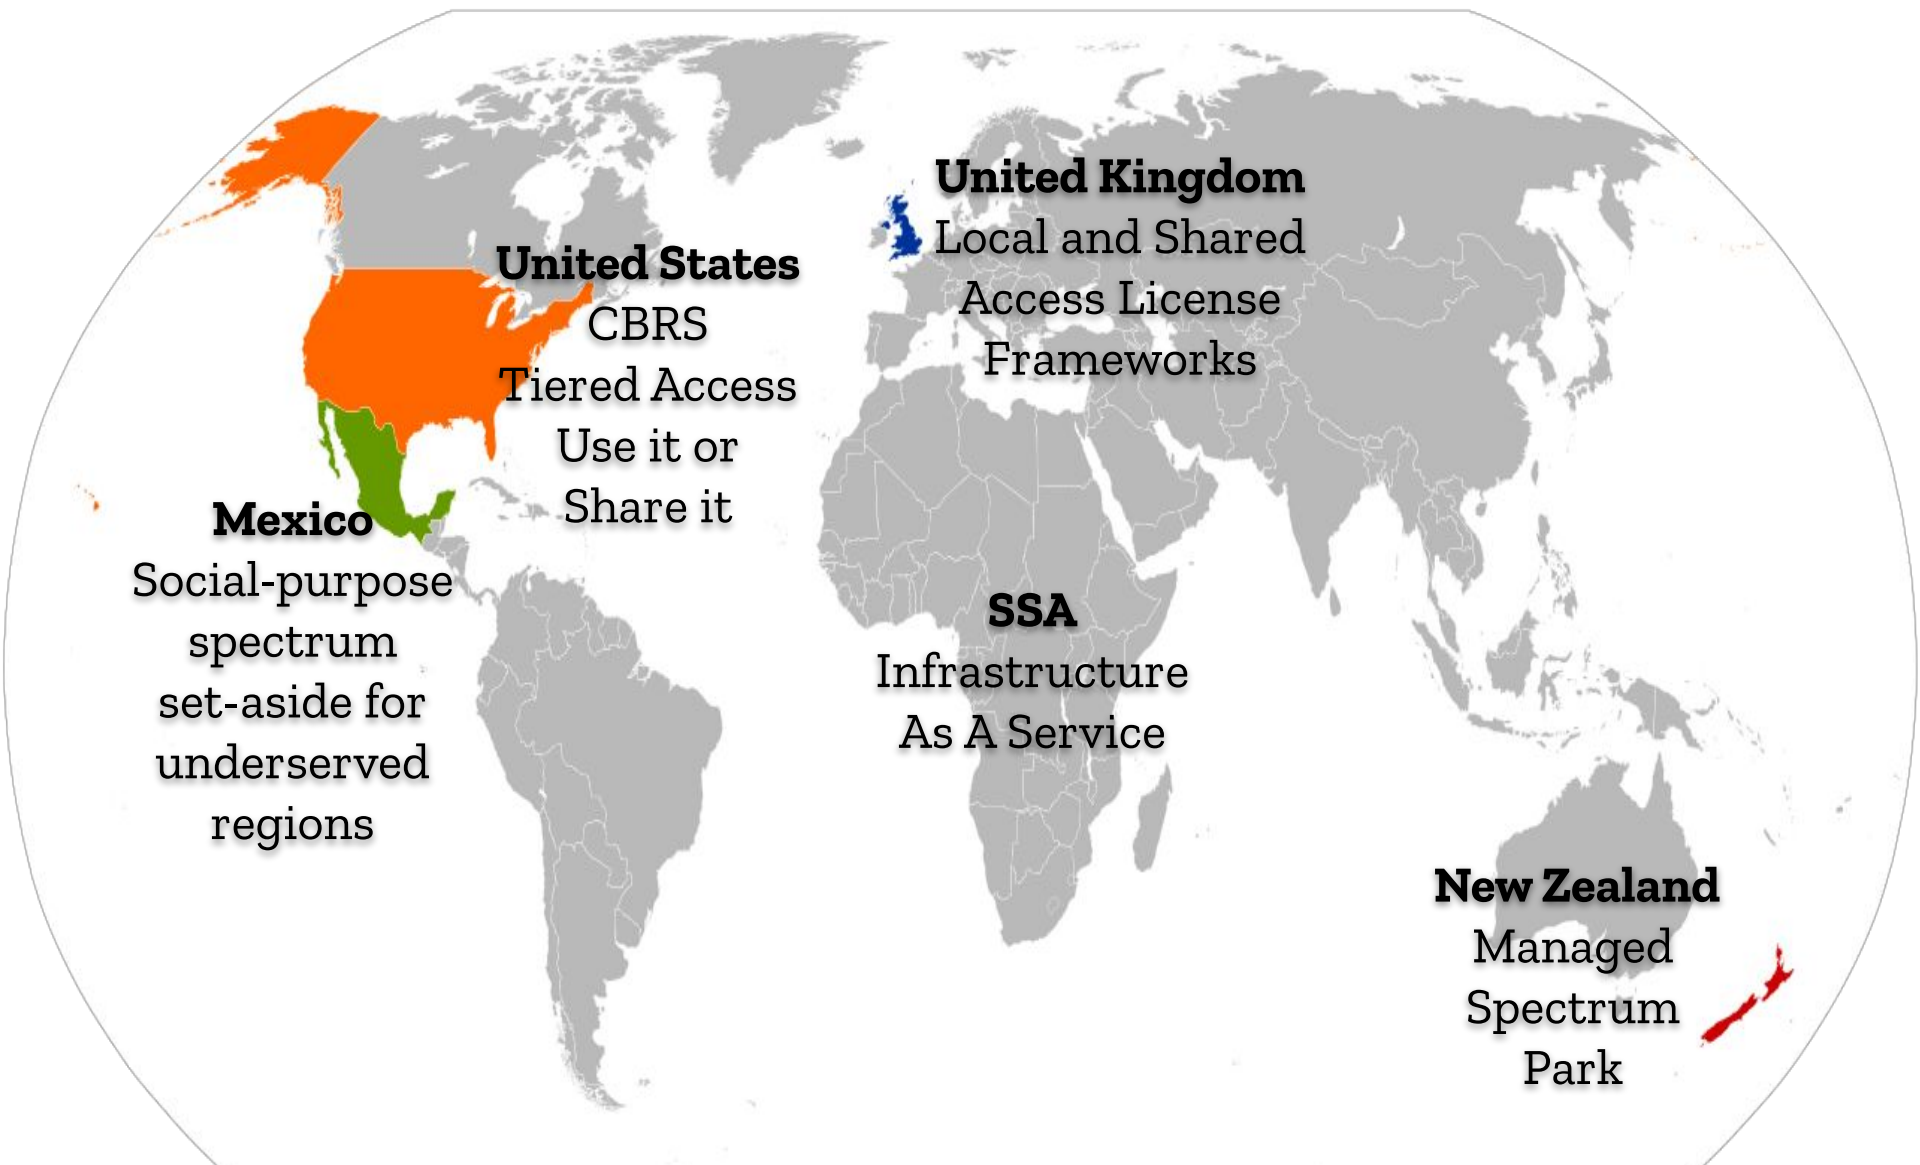 United Kingdom
Local and Shared
Access License
Frameworks
United States
CBRS
Tiered Access
Use it or
Share it
Mexico
Social-purpose
spectrum
set-aside for
underserved
regions
SSA
Infrastructure
As A Service
New Zealand
Managed
Spectrum
Park